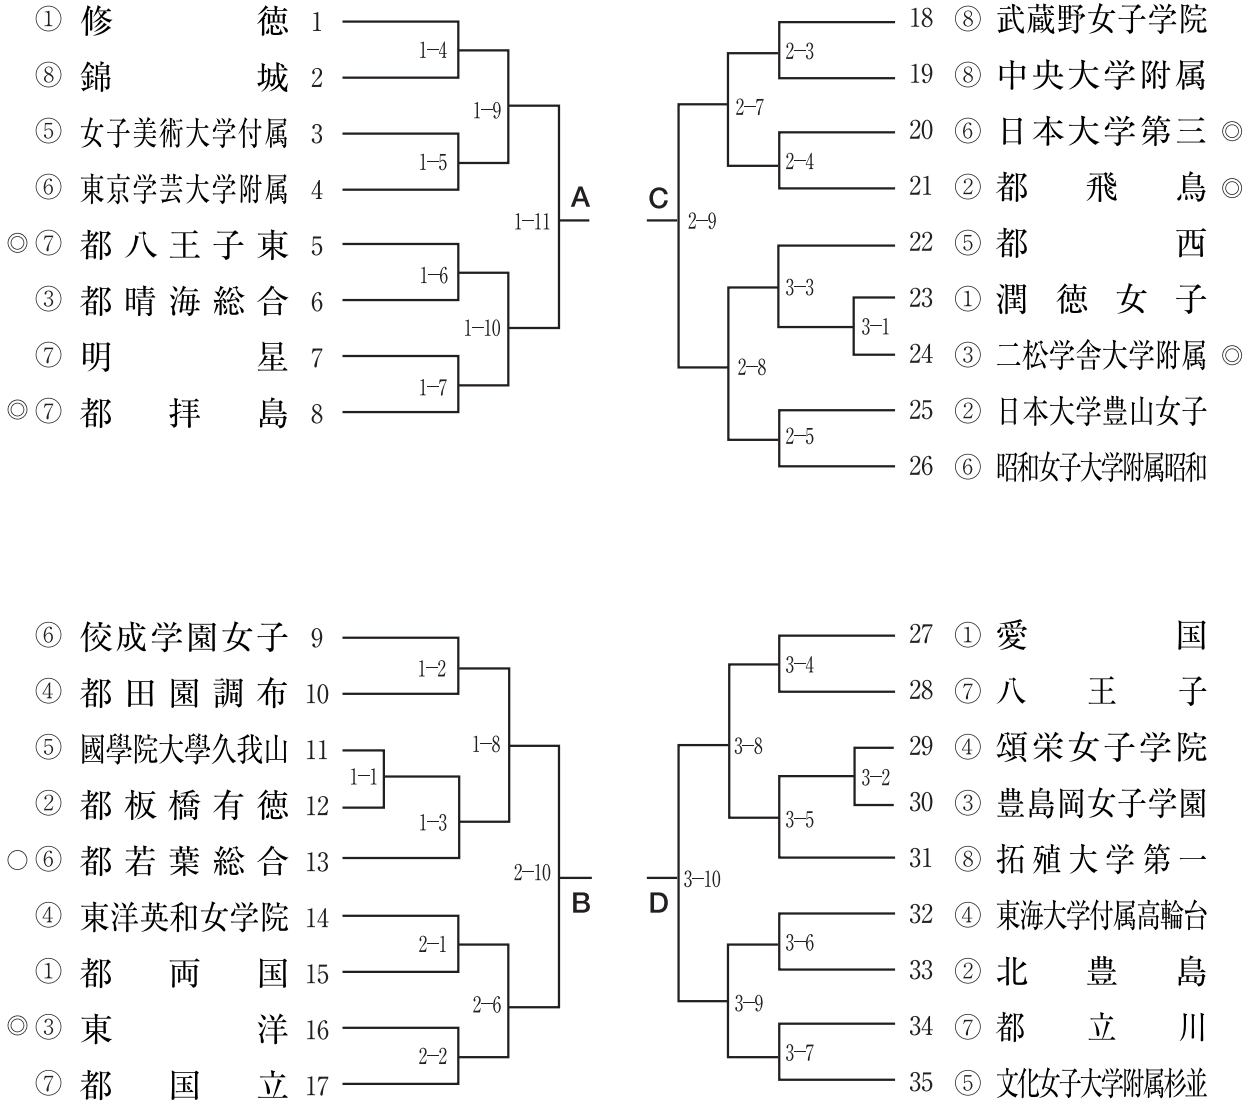 ① 修徳 1
⑧ 錦城 2
1−4
⑤ 女子美術大学付属 3
⑥ 東京学芸大学附属 4
1−5
1−9
◎ ⑦ 都八王子東 5
③ 都晴海総合 6
1−6
⑦ 明星 7
◎ ⑦ 都拝島 8
1−7
1−10
1−11
A
18 ⑧ 武蔵野女子学院
19 ⑧ 中央大学附属
2−3
20 ⑥ 日本大学第三 ◎
21 ② 都飛鳥 ◎
2−4
2−7
22 ⑤ 都西
23 ① 潤徳女子
24 ③ 二松学舎大学附属 ◎
3−1
3−3
25 ② 日本大学豊山女子
26 ⑥ 昭和女子大学附属昭和
2−5
2−8
2−9
C
⑥ 佼成学園女子 9
④ 都田園調布 10
1−2
⑤ 國學院大學久我山 11
② 都板橋有徳 12
1−1
○ ⑥ 都若葉総合 13
1−3
1−8
④ 東洋英和女学院 14
① 都両国 15
2−1
◎ ③ 東洋 16
⑦ 都国立 17
2−2
2−6
2−10
B
27 ① 愛国
28 ⑦ 八王子
3−4
29 ④ 頌栄女子学院
30 ③ 豊島岡女子学園
3−2
31 ⑧ 拓殖大学第一
3−5
3−8
32 ④ 東海大学付属高輪台
33 ② 北豊島
3−6
34 ⑦ 都立川
35 ⑤ 文化女子大学附属杉並
3−7
3−9
3−10
D